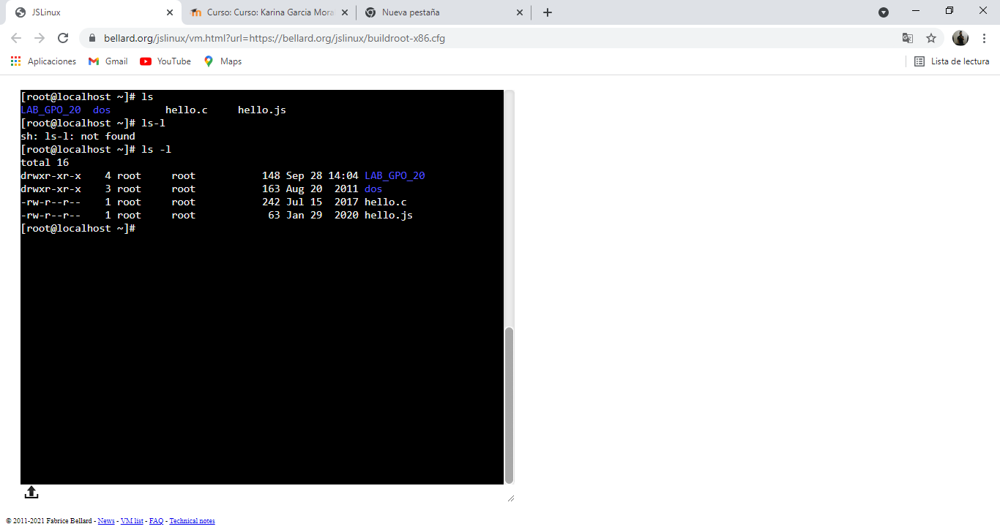 JSLinux
Curso: Curso: Karina Garcia Mora
Nueva pestaña
bellard.org/jslinux/vm.html?url=https://bellard.org/jslinux/buildroot-x86.cfg
Aplicaciones Gmail YouTube Maps Lista de lectura
[root@localhost ~]# ls
LAB_GPO_20  dos         hello.c     hello.js
[root@localhost ~]# ls-l
sh: ls-l: not found
[root@localhost ~]# ls -l
total 16
drwxr-xr-x    4 root     root           148 Sep 28 14:04 LAB_GPO_20
drwxr-xr-x    3 root     root           163 Aug 20  2011 dos
-rw-r--r--    1 root     root           242 Jul 15  2017 hello.c
-rw-r--r--    1 root     root            63 Jan 29  2020 hello.js
[root@localhost ~]#
© 2011-2021 Fabrice Bellard - News - VM list - FAQ - Technical notes